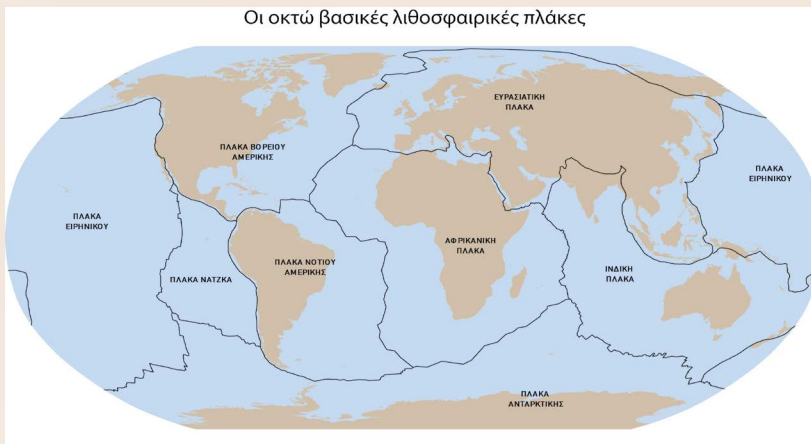 Οι οκτώ βασικές λιθοσφαιρικές πλάκες
ΕΥΡΑΣΙΑΤΙΚΗ
ΠΛΑΚΑ
ΠΛΑΚΑ ΒΟΡΕΙΟΥ
ΑΜΕΡΙΚΗΣ
ΠΛΑΚΑ
ΕΙΡΗΝΙΚΟΥ
ΠΛΑΚΑ
ΕΙΡΗΝΙΚΟΥ
ΠΛΑΚΑ ΝΑΤΖΚΑ
ΠΛΑΚΑ ΝΟΤΙΟΥ
ΑΜΕΡΙΚΗΣ
ΑΦΡΙΚΑΝΙΚΗ
ΠΛΑΚΑ
ΙΝΔΙΚΗ
ΠΛΑΚΑ
ΠΛΑΚΑ
ΑΝΤΑΡΚΤΙΚΗΣ